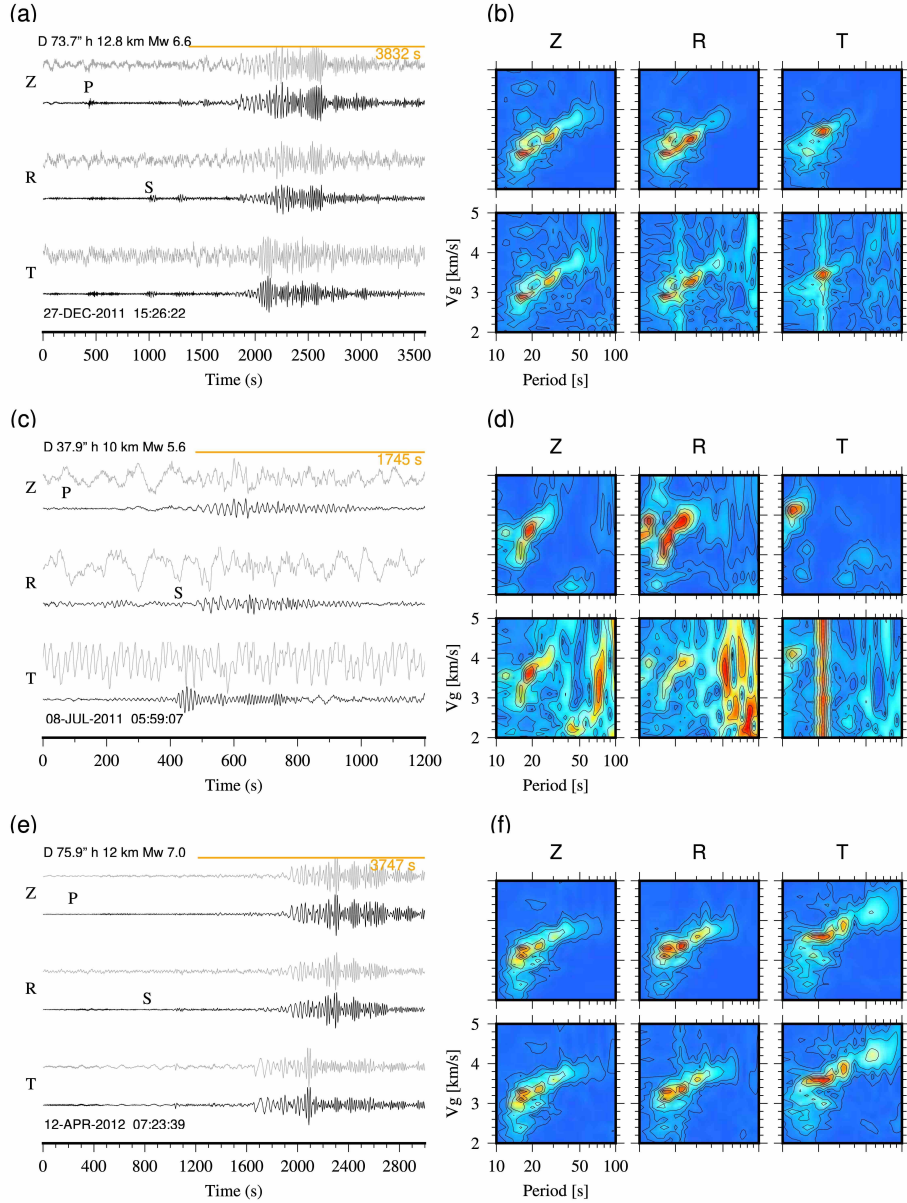 (a)
D 73.7” h 12.8 km Mw 6.6
3832 s
Z
P
R
S
T
27-DEC-2011 15:26:22
0 500 1000 1500 2000 2500 3000 3500
Time (s)
(b)
Z R T
5
4
3
2
Vg [km/s]
10 20 50 100
Period [s]
(c)
D 37.9” h 10 km Mw 5.6
1745 s
Z
P
R
S
T
08-JUL-2011 05:59:07
0 200 400 600 800 1000 1200
Time (s)
(d)
Z R T
5
4
3
2
Vg [km/s]
10 20 50 100
Period [s]
(e)
D 75.9” h 12 km Mw 7.0
3747 s
Z
P
R
S
T
12-APR-2012 07:23:39
0 400 800 1200 1600 2000 2400 2800
Time (s)
(f)
Z R T
5
4
3
2
Vg [km/s]
10 20 50 100
Period [s]